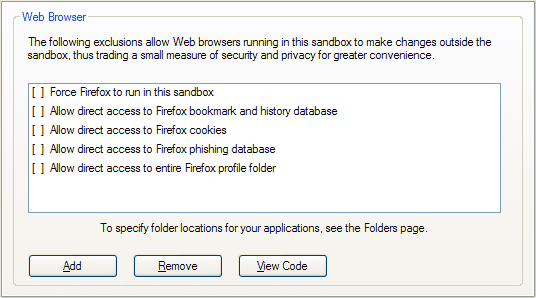 Web Browser
The following exclusions allow Web browsers running in this sandbox to make changes outside the
sandbox, thus trading a small measure of security and privacy for greater convenience.
[ ] Force Firefox to run in this sandbox
[ ] Allow direct access to Firefox bookmark and history database
[ ] Allow direct access to Firefox cookies
[ ] Allow direct access to Firefox phishing database
[ ] Allow direct access to entire Firefox profile folder
To specify folder locations for your applications, see the Folders page.
Add Remove View Code